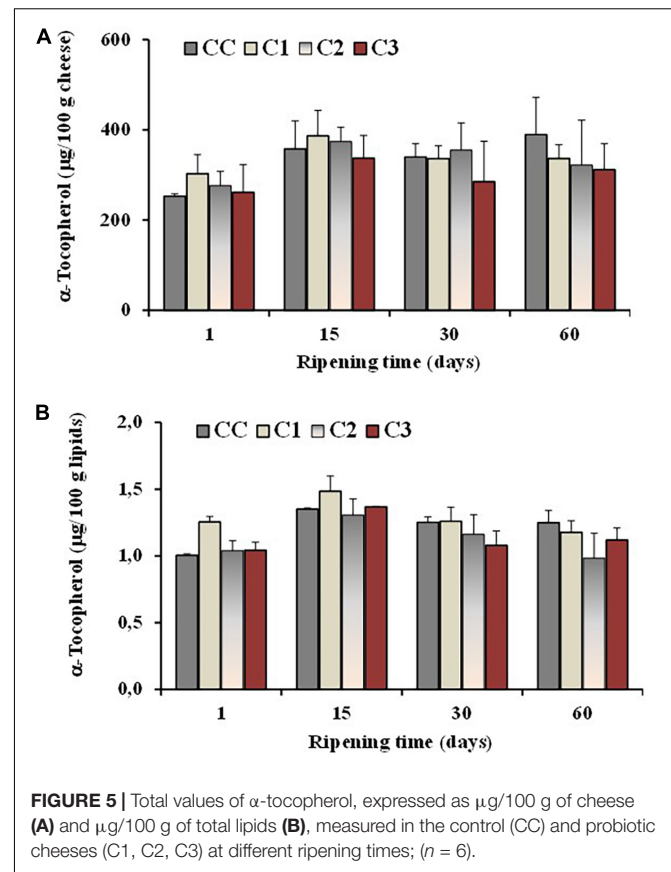 A
600
CC C1 C2 C3
400
200
0
α-Tocopherol (µg/100 g cheese)
1 15 30 60
Ripening time (days)
B
2,0
CC C1 C2 C3
1,5
1,0
0,5
0,0
α-Tocopherol (µg/100 g lipids)
1 15 30 60
Ripening time (days)
FIGURE 5 | Total values of α-tocopherol, expressed as µg/100 g of cheese
(A) and µg/100 g of total lipids (B), measured in the control (CC) and probiotic
cheeses (C1, C2, C3) at different ripening times; (n = 6).